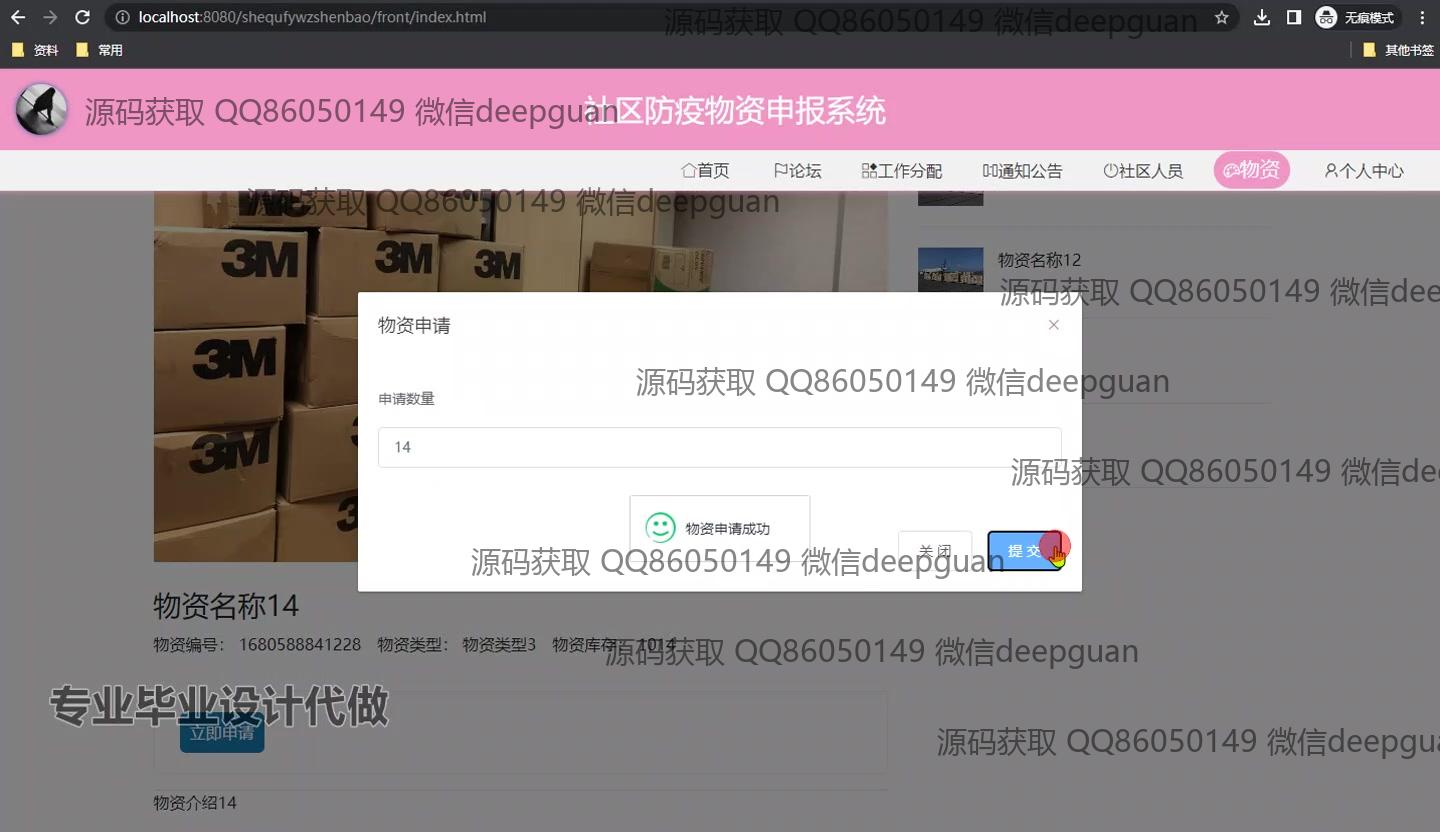 localhost:8080/shequfywzshenbao/front/index.html
无痕模式
资料 常用 其他书签
源码获取 QQ86050149 微信deepguan
社区防疫物资申报系统
源码获取 QQ86050149 微信deepguan
首页 论坛 工作分配 通知公告 社区人员 物资 个人中心
源码获取 QQ86050149 微信deepguan
3M 3M 3M
物资名称12
源码获取 QQ86050149 微信dee
物资申请
3M
源码获取 QQ86050149 微信deepguan
申请数量
14
3M
源码获取 QQ86050149 微信de
物资申请成功
关闭 提交
源码获取 QQ86050149 微信deepguan
物资名称14
物资编号： 1680588841228 物资类型： 物资类型3 物资库存 1014
源码获取 QQ86050149 微信deepguan
专业毕业设计代做
立即申请
源码获取 QQ86050149 微信deepgua
物资介绍14